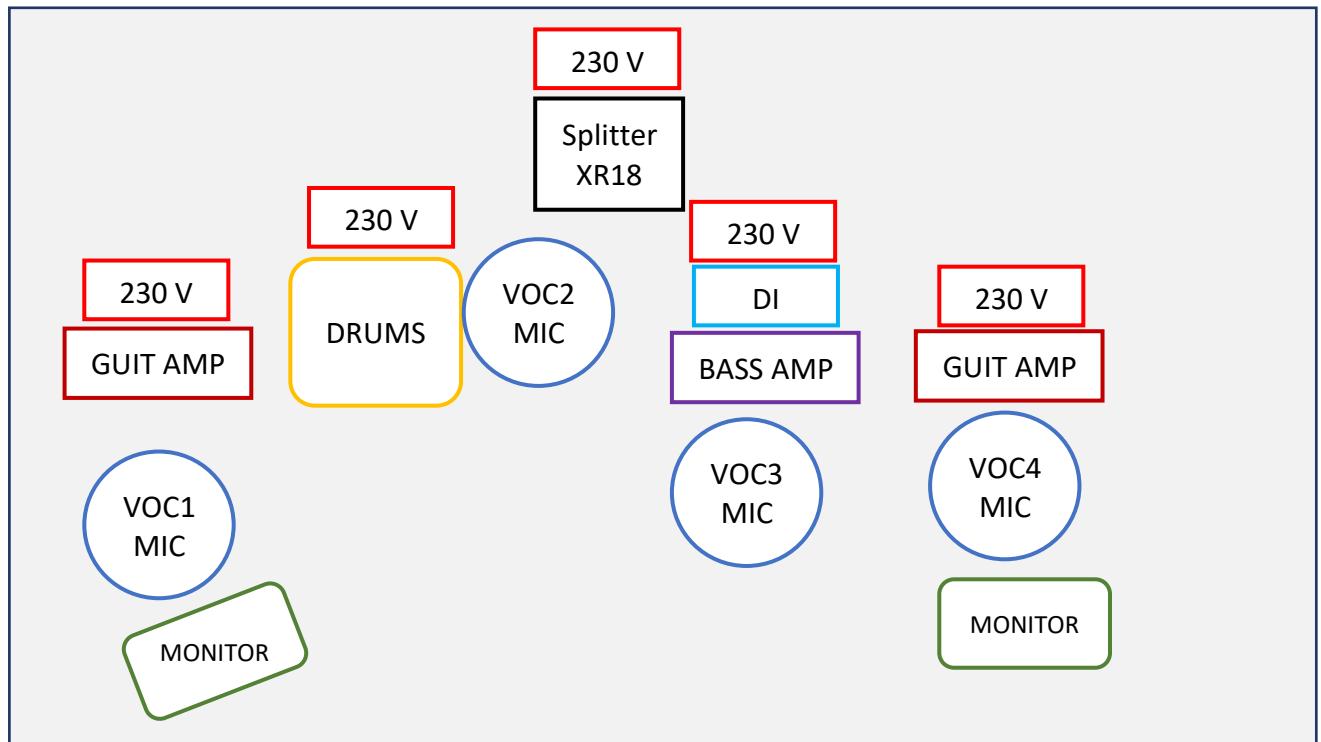 230 V
Splitter
XR18
230 V
230 V
230 V
DRUMS
VOC2
MIC
DI
230 V
GUIT AMP
BASS AMP
GUIT AMP
VOC1
MIC
VOC3
MIC
VOC4
MIC
MONITOR
MONITOR